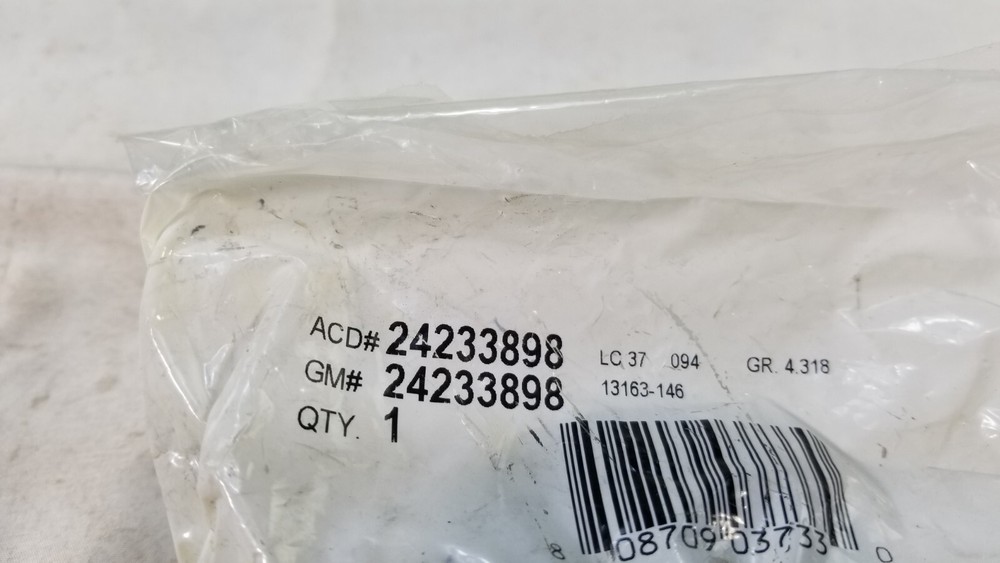 ACD# 24233898 LC 37 094 GR. 4.318
GM# 24233898 13163-146
QTY. 1
8 08709 03733 0